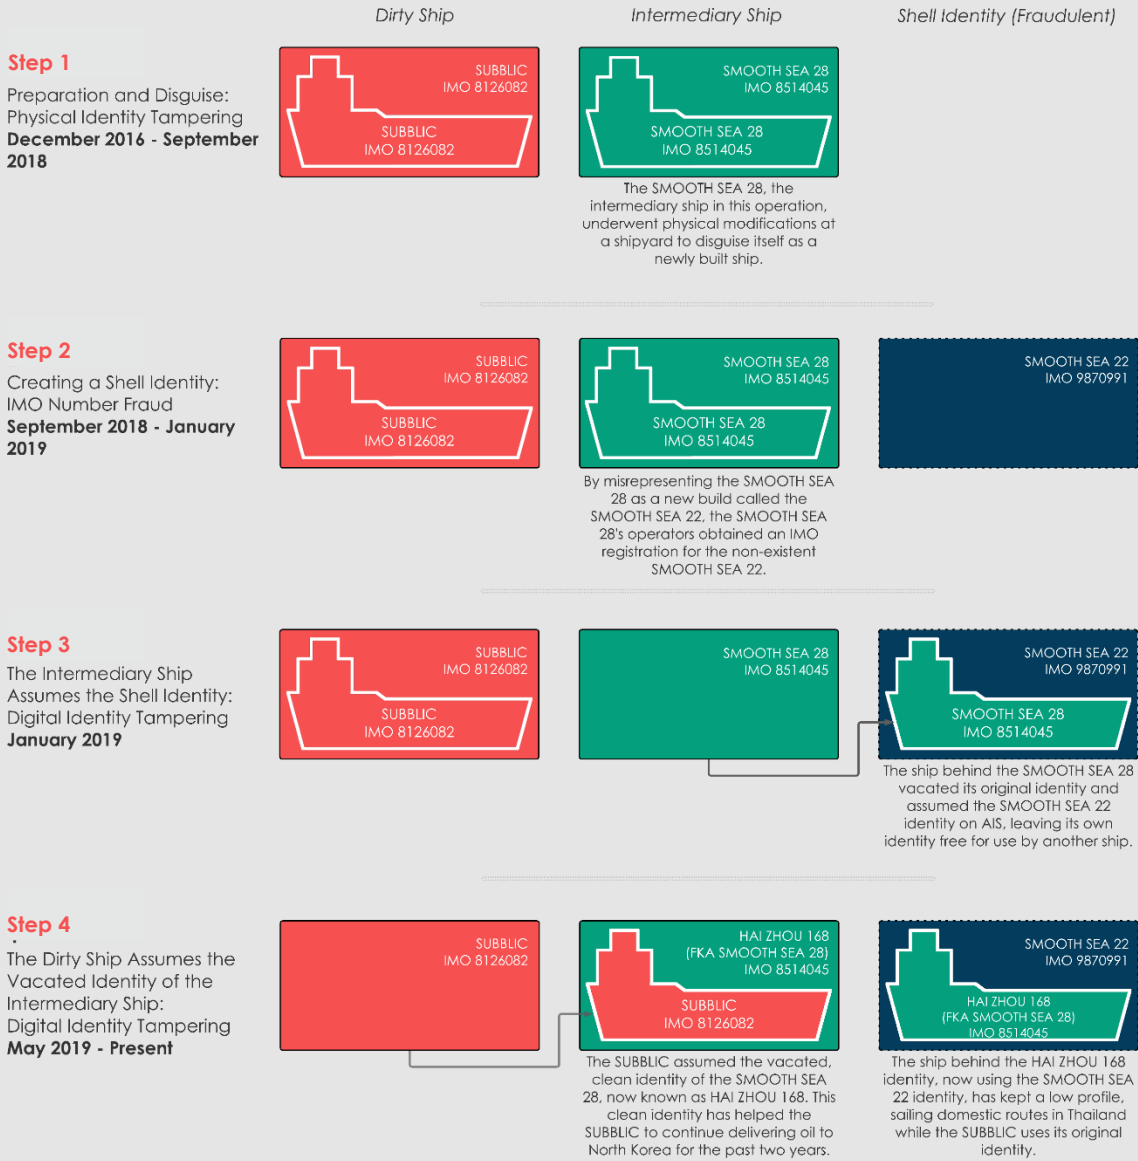 Dirty Ship
Intermediary Ship
Shell Identity (Fraudulent)
Step 1
Preparation and Disguise:
Physical Identity Tampering
December 2016 - September
2018
SUBBLIC
IMO 8126082
SUBBLIC
IMO 8126082
SMOOTH SEA 28
IMO 8514045
SMOOTH SEA 28
IMO 8514045
The SMOOTH SEA 28, the
intermediary ship in this operation,
underwent physical modifications at
a shipyard to disguise itself as a
newly built ship.
Step 2
Creating a Shell Identity:
IMO Number Fraud
September 2018 - January
2019
SUBBLIC
IMO 8126082
SUBBLIC
IMO 8126082
SMOOTH SEA 28
IMO 8514045
SMOOTH SEA 28
IMO 8514045
By misrepresenting the SMOOTH SEA
28 as a new build called the
SMOOTH SEA 22, the SMOOTH SEA
28's operators obtained an IMO
registration for the non-existent
SMOOTH SEA 22.
SMOOTH SEA 22
IMO 9870991
Step 3
The Intermediary Ship
Assumes the Shell Identity:
Digital Identity Tampering
January 2019
SUBBLIC
IMO 8126082
SUBBLIC
IMO 8126082
SMOOTH SEA 28
IMO 8514045
SMOOTH SEA 22
IMO 9870991
SMOOTH SEA 28
IMO 8514045
The ship behind the SMOOTH SEA 28
vacated its original identity and
assumed the SMOOTH SEA 22
identity on AIS, leaving its own
identity free for use by another ship.
Step 4
The Dirty Ship Assumes the
Vacated Identity of the
Intermediary Ship:
Digital Identity Tampering
May 2019 - Present
SUBBLIC
IMO 8126082
HAI ZHOU 168
(FKA SMOOTH SEA 28)
IMO 8514045
SUBBLIC
IMO 8126082
The SUBBLIC assumed the vacated,
clean identity of the SMOOTH SEA
28, now known as HAI ZHOU 168. This
clean identity has helped the
SUBBLIC to continue delivering oil to
North Korea for the past two years.
SMOOTH SEA 22
IMO 9870991
HAI ZHOU 168
(FKA SMOOTH SEA 28)
IMO 8514045
The ship behind the HAI ZHOU 168
identity, now using the SMOOTH SEA
22 identity, has kept a low profile,
sailing domestic routes in Thailand
while the SUBBLIC uses its original
identity.